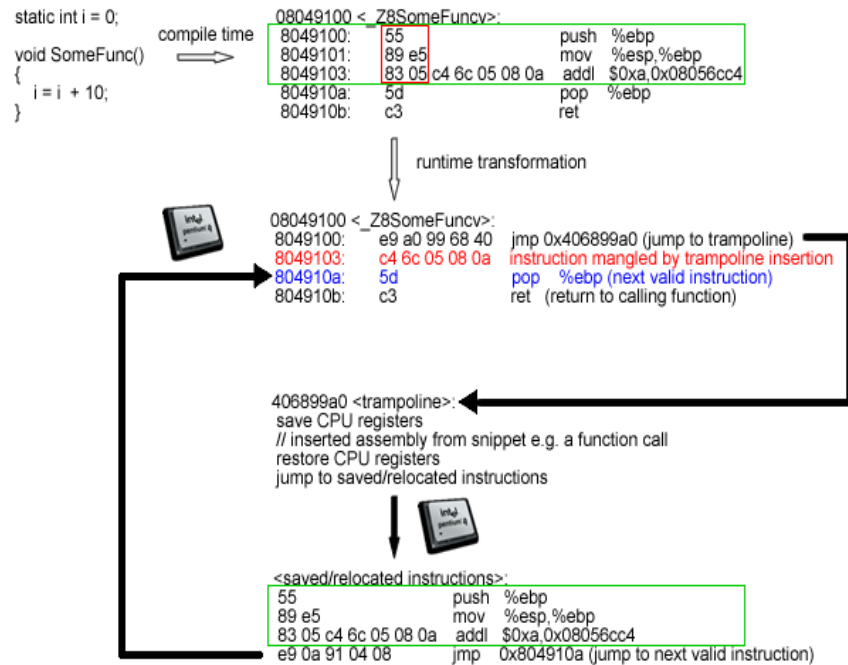 static int i = 0;
void SomeFunc()
{
i = i + 10;
}
compile time
08049100 <_Z8SomeFuncv>:
8049100: 55 push %ebp
8049101: 89 e5 mov %esp,%ebp
8049103: 83 05 c4 6c 05 08 0a addl $0xa,0x08056cc4
804910a: 5d pop %ebp
804910b: c3 ret
runtime transformation
intel
pentium 4
08049100 <_Z8SomeFuncv>:
8049100: e9 a0 99 68 40 jmp 0x406899a0 (jump to trampoline)
8049103: c4 6c 05 08 0a instruction mangled by trampoline insertion
804910a: 5d pop %ebp (next valid instruction)
804910b: c3 ret (return to calling function)
406899a0 <trampoline>:
save CPU registers
// inserted assembly from snippet e.g. a function call
restore CPU registers
jump to saved/relocated instructions
intel
pentium 4
<saved/relocated instructions>:
55 push %ebp
89 e5 mov %esp,%ebp
83 05 c4 6c 05 08 0a addl $0xa,0x08056cc4
e9 0a 91 04 08 jmp 0x804910a (jump to next valid instruction)